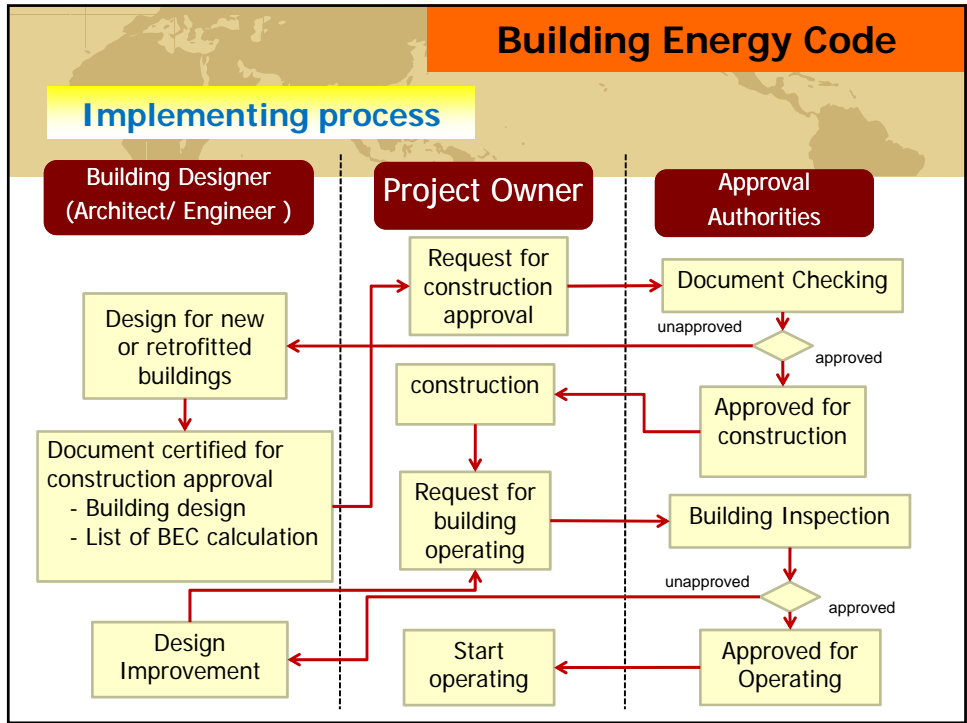 Building Energy Code
Implementing process
Building Designer
(Architect/ Engineer )
Project Owner
Approval
Authorities
Request for
construction
approval
Document Checking
unapproved
approved
Design for new
or retrofitted
buildings
construction
Approved for
construction
Document certified for
construction approval
- Building design
- List of BEC calculation
Request for
building
operating
Building Inspection
unapproved
approved
Design
Improvement
Start
operating
Approved for
Operating